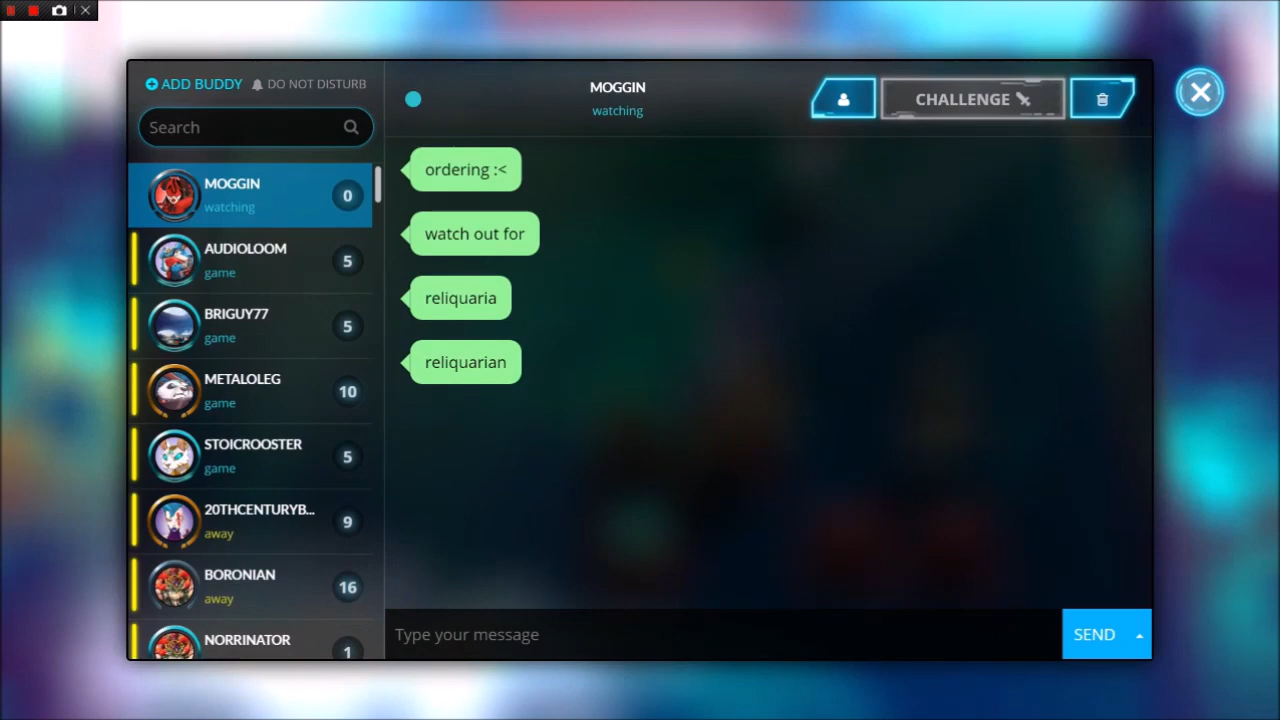 ADD BUDDY DO NOT DISTURB
Search
MOGGIN
watching
0
AUDIOLOOM
game
5
BRIGUY77
game
5
METALOLEG
game
10
STOICROOSTER
game
5
20THCENTURYB...
away
9
BORONIAN
away
16
NORRINATOR
1
MOGGIN
watching
CHALLENGE
ordering :<
watch out for
reliquaria
reliquarian
Type your message
SEND